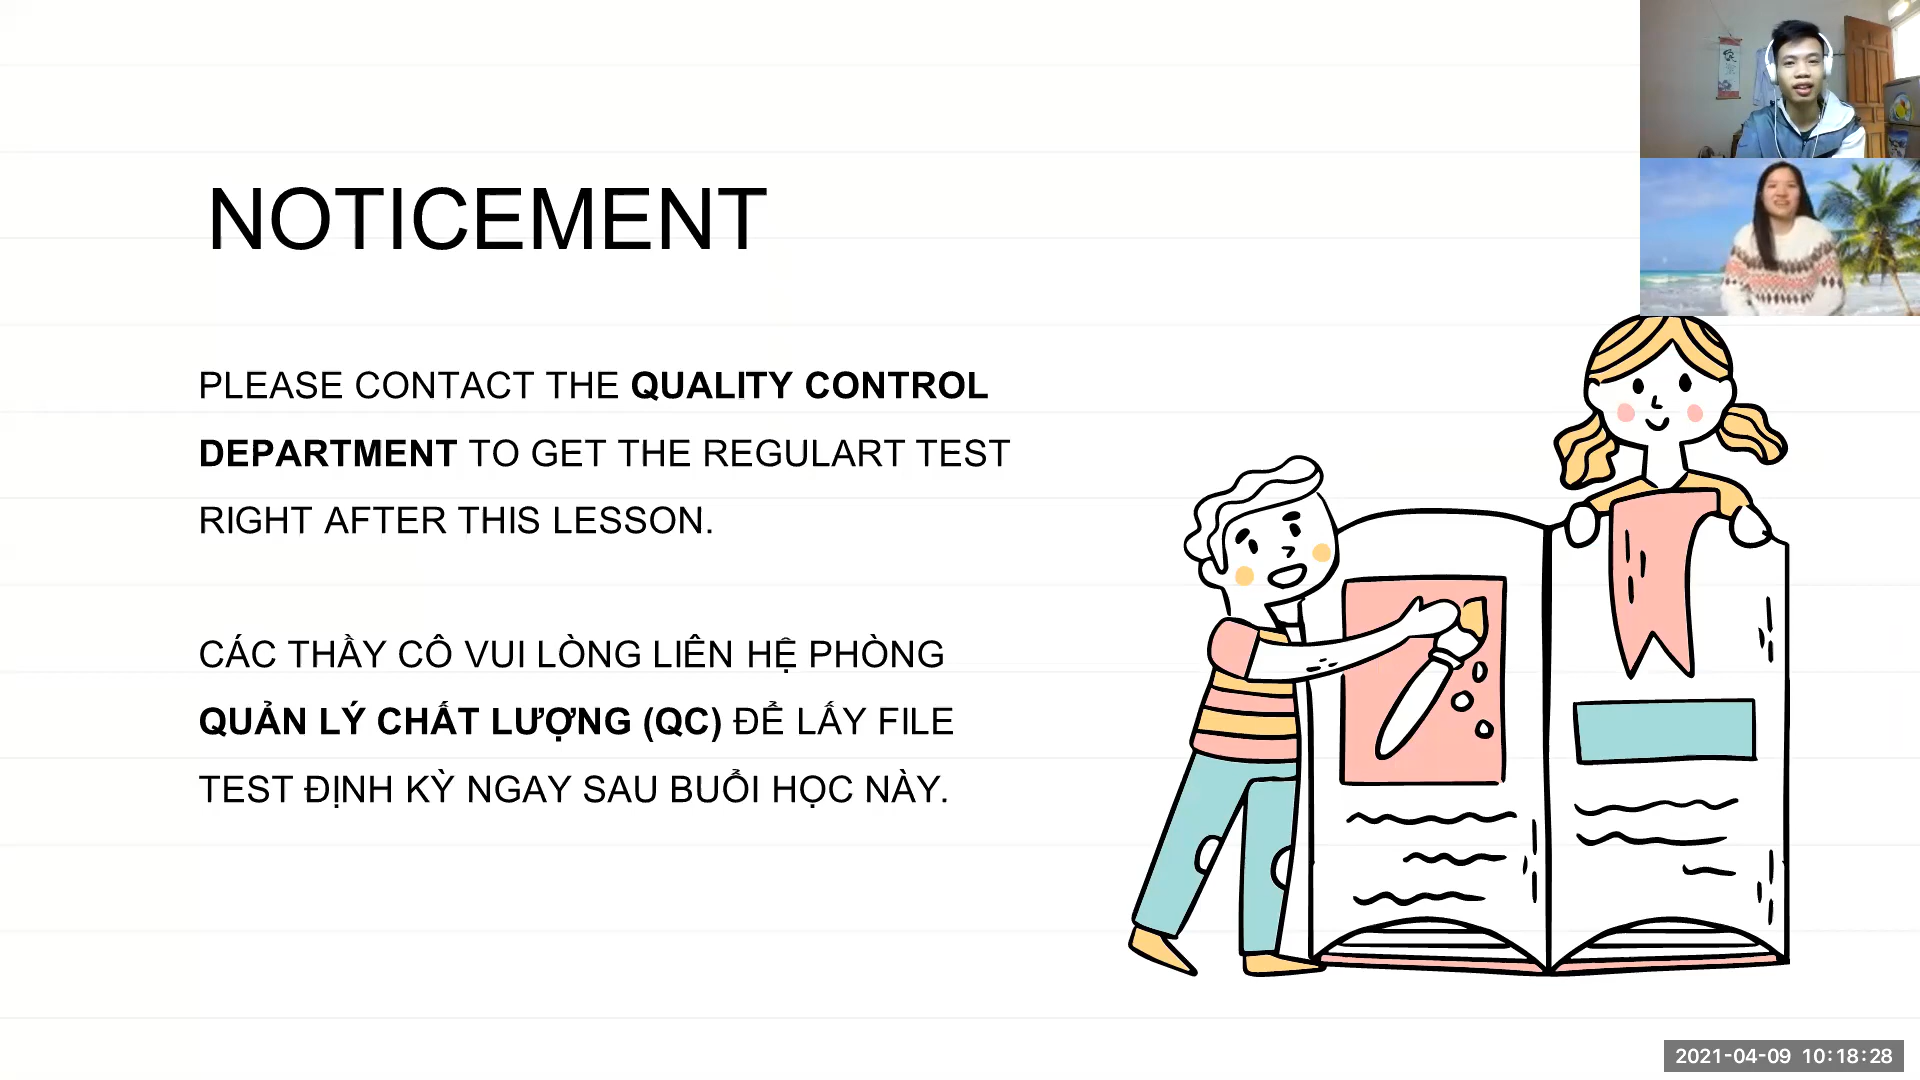 NOTICEMENT
PLEASE CONTACT THE QUALITY CONTROL
DEPARTMENT TO GET THE REGULART TEST
RIGHT AFTER THIS LESSON.
CÁC THẦY CÔ VUI LÒNG LIÊN HỆ PHÒNG
QUẢN LÝ CHẤT LƯỢNG (QC) ĐỂ LẤY FILE
TEST ĐỊNH KỲ NGAY SAU BUỔI HỌC NÀY.
2021-04-09 10:18:28